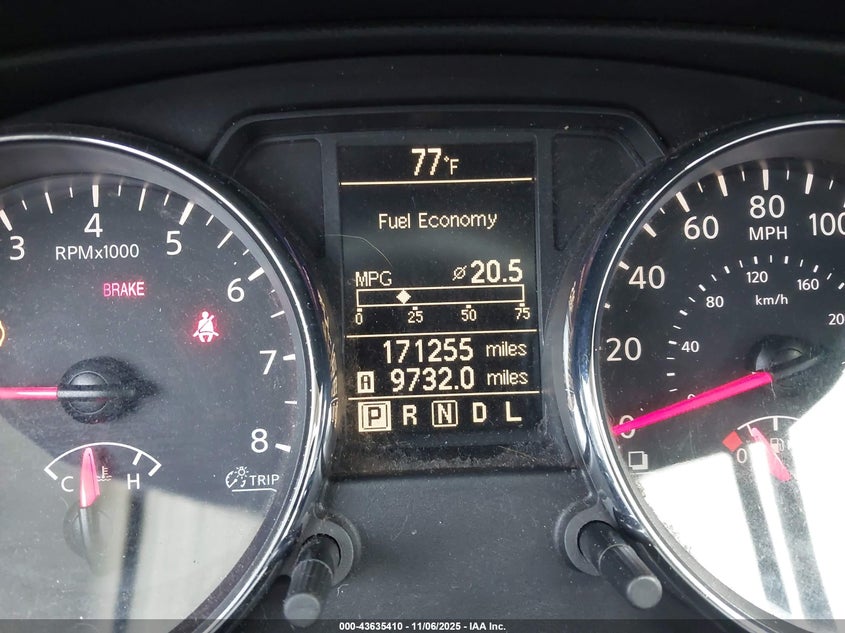 77°F
Fuel Economy
MPG ⌀20.5
0 25 50 75
171255 miles
A 9732.0 miles
P R N D L
3 4 5 6 7 8
RPMx1000
BRAKE
C H
TRIP
0 20 40 60 80 100
MPH
40 80 120 160
km/h
0
000-43635410 - 11/06/2025 - IAA Inc.